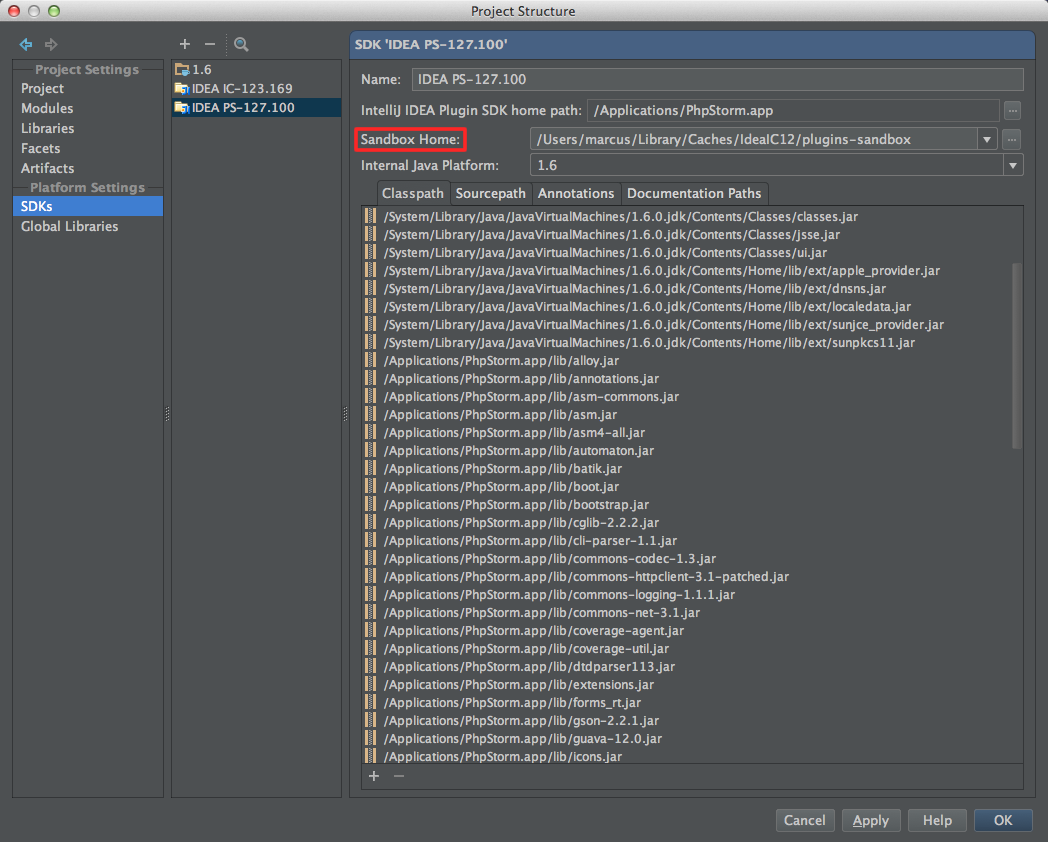 Project Structure
Project Settings
Project
Modules
Libraries
Facets
Artifacts
Platform Settings
SDKs
Global Libraries
1.6
IDEA IC-123.169
IDEA PS-127.100
SDK 'IDEA PS-127.100'
Name: IDEA PS-127.100
IntelliJ IDEA Plugin SDK home path: /Applications/PhpStorm.app ...
Sandbox Home: /Users/marcus/Library/Caches/IdeaIC12/plugins-sandbox ...
Internal Java Platform: 1.6
Classpath Sourcepath Annotations Documentation Paths
/System/Library/Java/JavaVirtualMachines/1.6.0.jdk/Contents/Classes/classes.jar
/System/Library/Java/JavaVirtualMachines/1.6.0.jdk/Contents/Classes/jsse.jar
/System/Library/Java/JavaVirtualMachines/1.6.0.jdk/Contents/Classes/ui.jar
/System/Library/Java/JavaVirtualMachines/1.6.0.jdk/Contents/Home/lib/ext/apple_provider.jar
/System/Library/Java/JavaVirtualMachines/1.6.0.jdk/Contents/Home/lib/ext/dnsns.jar
/System/Library/Java/JavaVirtualMachines/1.6.0.jdk/Contents/Home/lib/ext/localedata.jar
/System/Library/Java/JavaVirtualMachines/1.6.0.jdk/Contents/Home/lib/ext/sunjce_provider.jar
/System/Library/Java/JavaVirtualMachines/1.6.0.jdk/Contents/Home/lib/ext/sunpkcs11.jar
/Applications/PhpStorm.app/lib/alloy.jar
/Applications/PhpStorm.app/lib/annotations.jar
/Applications/PhpStorm.app/lib/asm-commons.jar
/Applications/PhpStorm.app/lib/asm.jar
/Applications/PhpStorm.app/lib/asm4-all.jar
/Applications/PhpStorm.app/lib/automaton.jar
/Applications/PhpStorm.app/lib/batik.jar
/Applications/PhpStorm.app/lib/boot.jar
/Applications/PhpStorm.app/lib/bootstrap.jar
/Applications/PhpStorm.app/lib/cglib-2.2.2.jar
/Applications/PhpStorm.app/lib/cli-parser-1.1.jar
/Applications/PhpStorm.app/lib/commons-codec-1.3.jar
/Applications/PhpStorm.app/lib/commons-httpclient-3.1-patched.jar
/Applications/PhpStorm.app/lib/commons-logging-1.1.1.jar
/Applications/PhpStorm.app/lib/commons-net-3.1.jar
/Applications/PhpStorm.app/lib/coverage-agent.jar
/Applications/PhpStorm.app/lib/coverage-util.jar
/Applications/PhpStorm.app/lib/dtdparser113.jar
/Applications/PhpStorm.app/lib/extensions.jar
/Applications/PhpStorm.app/lib/forms_rt.jar
/Applications/PhpStorm.app/lib/gson-2.2.1.jar
/Applications/PhpStorm.app/lib/guava-12.0.jar
/Applications/PhpStorm.app/lib/icons.jar
Cancel Apply Help OK